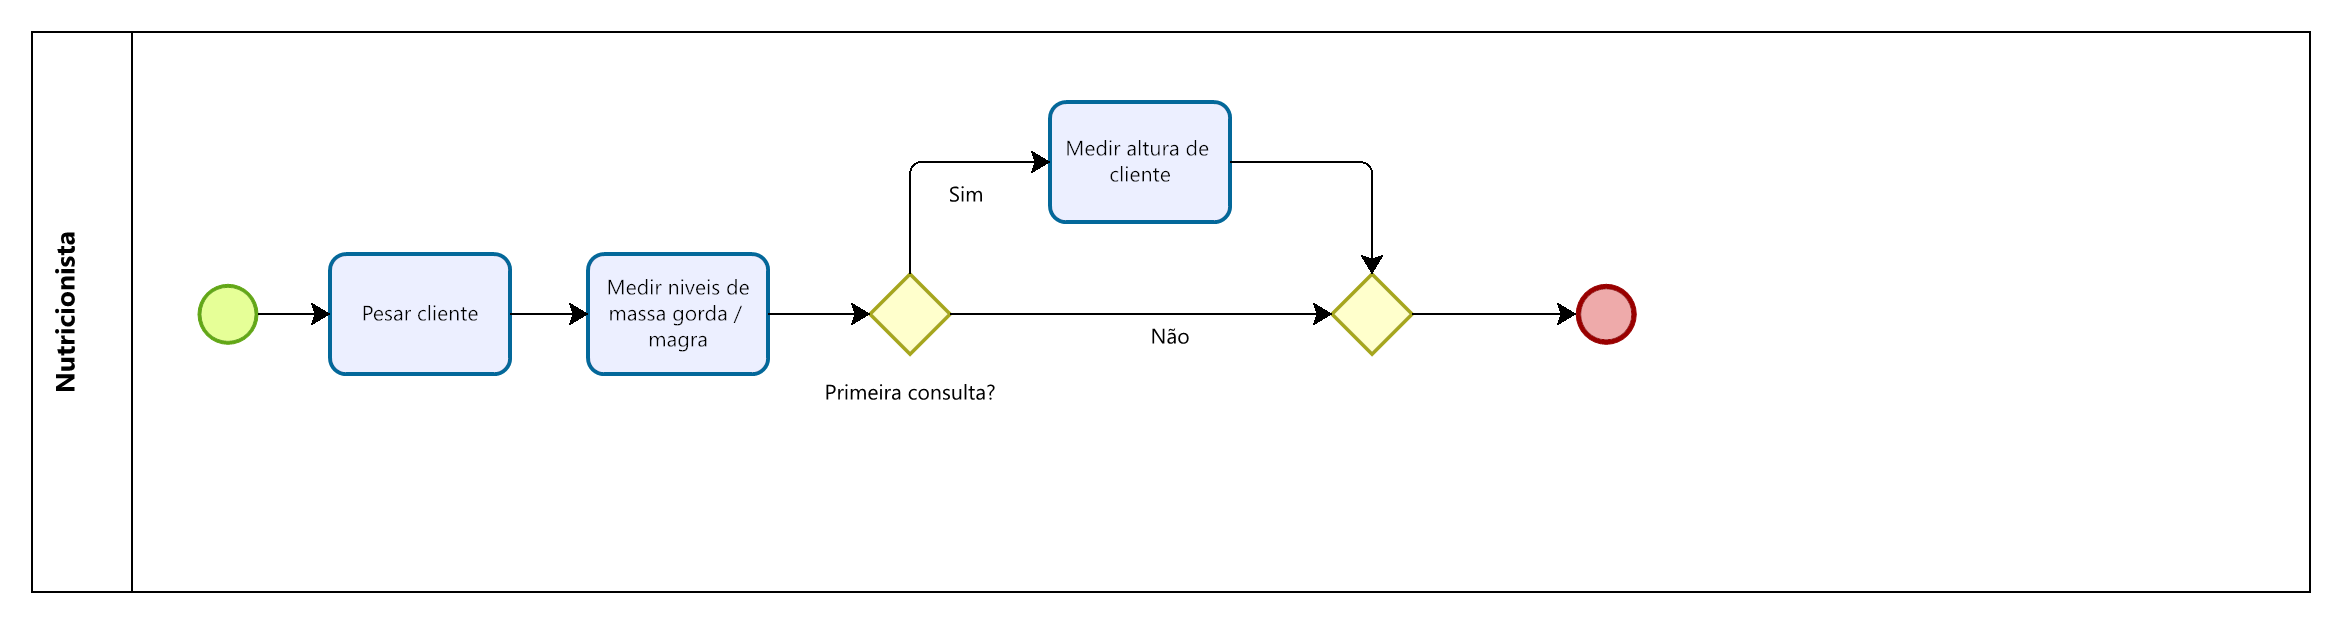 Nutricionista
Pesar cliente
Medir niveis de
massa gorda /
magra
Primeira consulta?
Sim
Medir altura de
cliente
Não